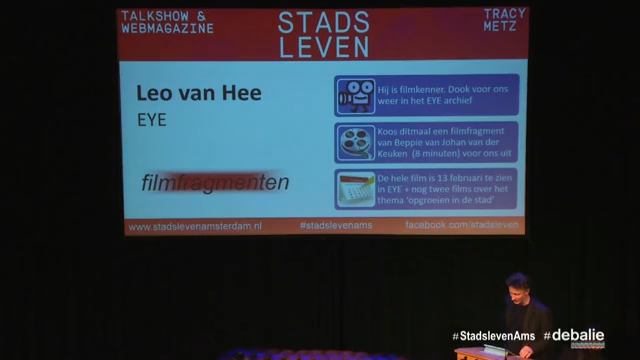 TALKSHOW &
WEBMAGAZINE
STADS
LEVEN
TRACY
METZ
Leo van Hee
EYE
filmfragmenten
Hij is filmkenner. Dook voor ons
weer in het EYE archief
Koos ditmaal een filmfragment
van Beppie van Johan van der
Keuken (8 minuten) voor ons uit
De hele film is 13 februari te zien
in EYE + nog twee films over het
thema 'opgroeien in de stad'
www.stadslevenamsterdam.nl
#stadslevenams
facebook.com/stadsleven
#StadslevenAms #debalie